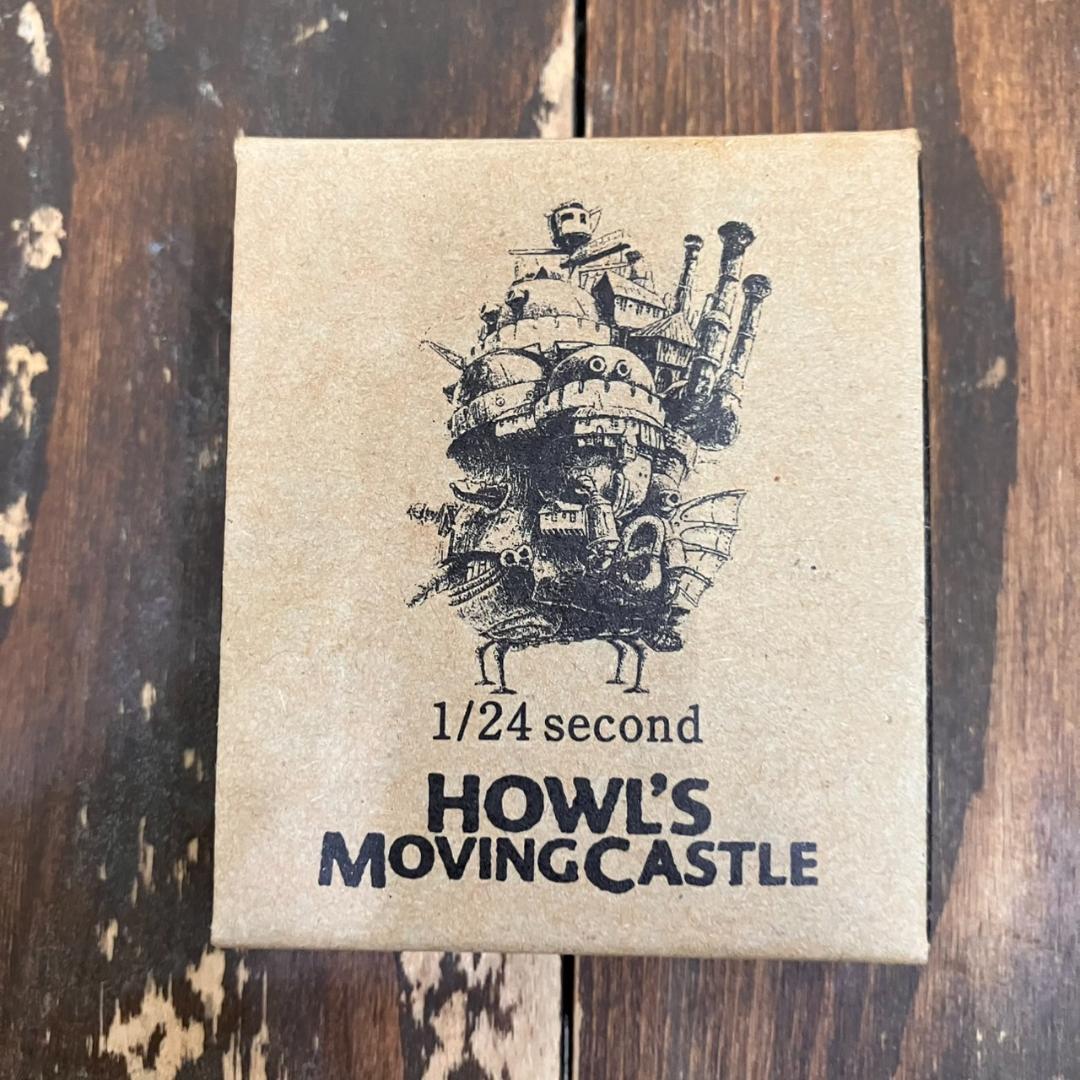 1/24 second
HOWL'S
MOVING CASTLE